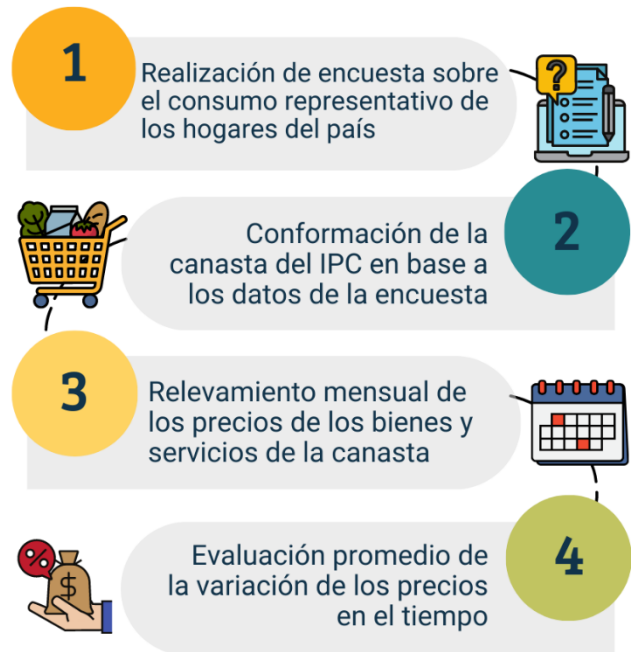 1
Realización de encuesta sobre
el consumo representativo de
los hogares del país
?
2
Conformación de la
canasta del IPC en base a
los datos de la encuesta
3
Relevamiento mensual de
los precios de los bienes y
servicios de la canasta
4
Evaluación promedio de
la variación de los precios
en el tiempo
%
$